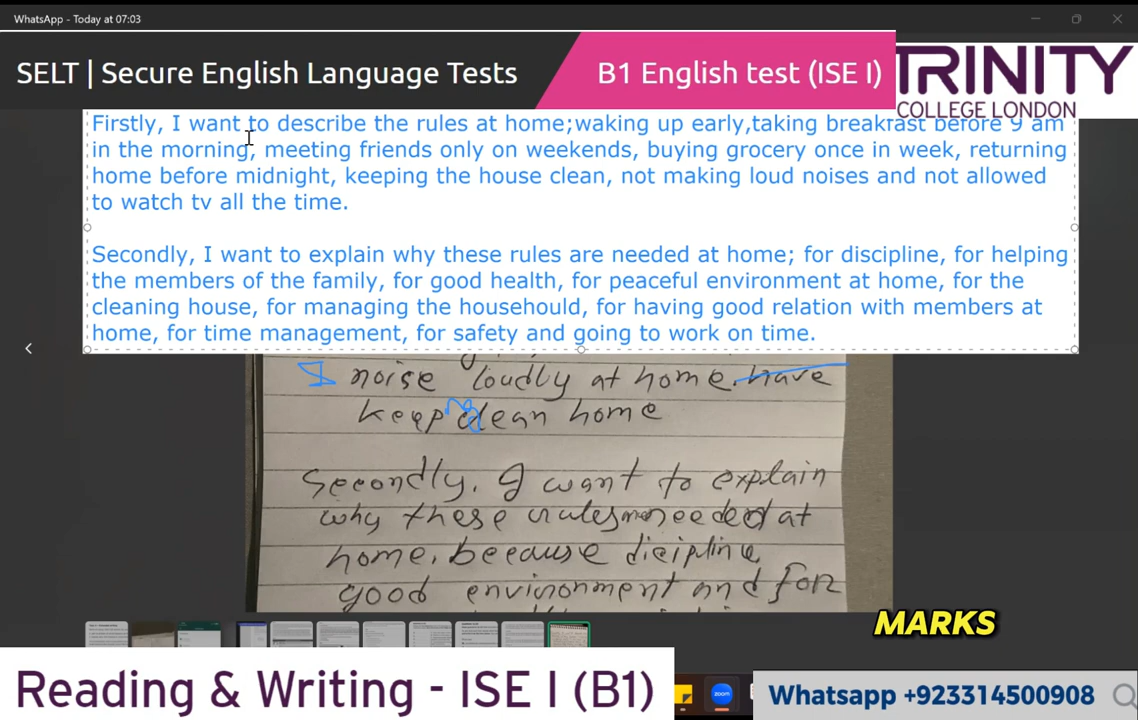 WhatsApp - Today at 07:03
SELT | Secure English Language Tests
B1 English test (ISE I)
TRINITY
COLLEGE LONDON
Firstly, I want to describe the rules at home;waking up early,taking breakfast before 9 am
in the morning, meeting friends only on weekends, buying grocery once in week, returning
home before midnight, keeping the house clean, not making loud noises and not allowed
to watch tv all the time.
Secondly, I want to explain why these rules are needed at home; for discipline, for helping
the members of the family, for good health, for peaceful environment at home, for the
cleaning house, for managing the househould, for having good relation with members at
home, for time management, for safety and going to work on time.
I noise loudly at home. have
keep clean home
Secondly. I want to explain
why these rules needed at
home. because
good environment and for
MARKS
zoom
Reading & Writing - ISE I (B1)
Whatsapp +923314500908